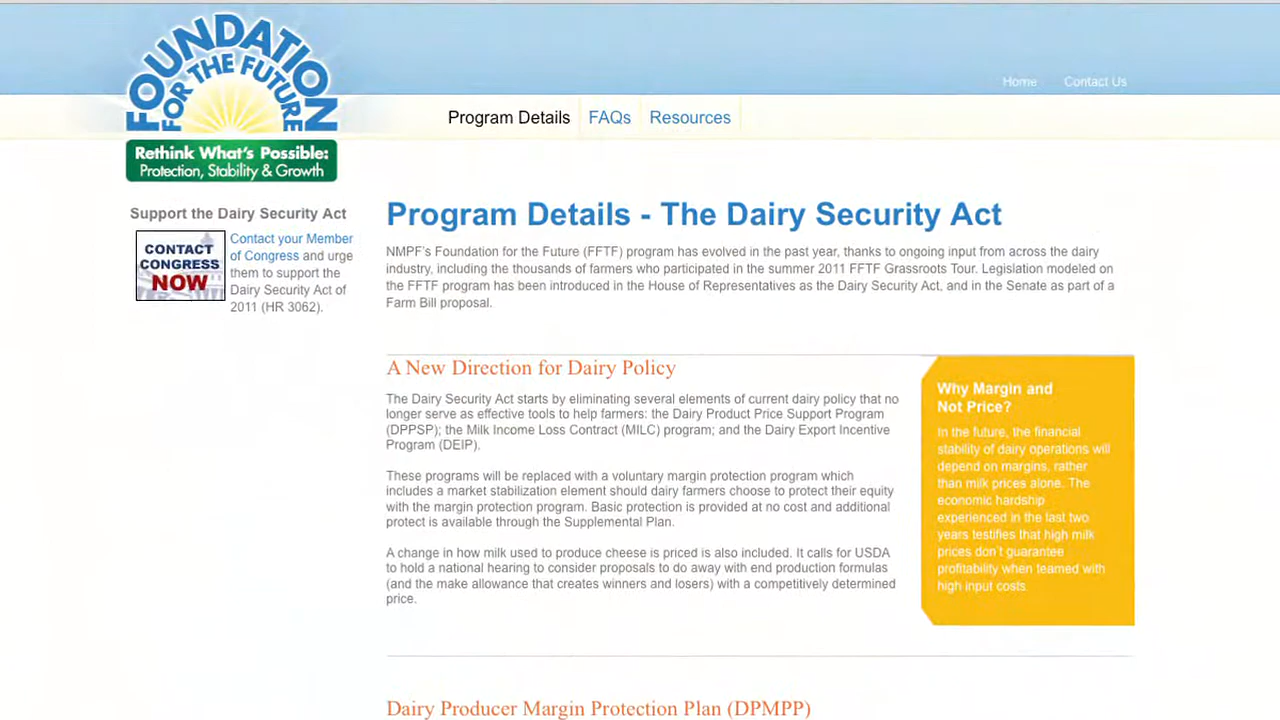 FOUNDATION
FOR THE FUTURE
Rethink What's Possible:
Protection, Stability & Growth
Home
Contact Us
Program Details
FAQs
Resources
Support the Dairy Security Act
CONTACT
CONGRESS
NOW
Contact your Member
of Congress and urge
them to support the
Dairy Security Act of
2011 (HR 3062).
Program Details - The Dairy Security Act
NMPF's Foundation for the Future (FFTF) program has evolved in the past year, thanks to ongoing input from across the dairy
industry, including the thousands of farmers who participated in the summer 2011 FFTF Grassroots Tour. Legislation modeled on
the FFTF program has been introduced in the House of Representatives as the Dairy Security Act, and in the Senate as part of a
Farm Bill proposal.
A New Direction for Dairy Policy
The Dairy Security Act starts by eliminating several elements of current dairy policy that no
longer serve as effective tools to help farmers: the Dairy Product Price Support Program
(DPPSP); the Milk Income Loss Contract (MILC) program; and the Dairy Export Incentive
Program (DEIP).
These programs will be replaced with a voluntary margin protection program which
includes a market stabilization element should dairy farmers choose to protect their equity
with the margin protection program. Basic protection is provided at no cost and additional
protect is available through the Supplemental Plan.
A change in how milk used to produce cheese is priced is also included. It calls for USDA
to hold a national hearing to consider proposals to do away with end production formulas
(and the make allowance that creates winners and losers) with a competitively determined
price.
Why Margin and
Not Price?
In the future, the financial
stability of dairy operations will
depend on margins, rather
than milk prices alone. The
economic hardship
experienced in the last two
years testifies that high milk
prices don't guarantee
profitability when teamed with
high input costs.
Dairy Producer Margin Protection Plan (DPMPP)